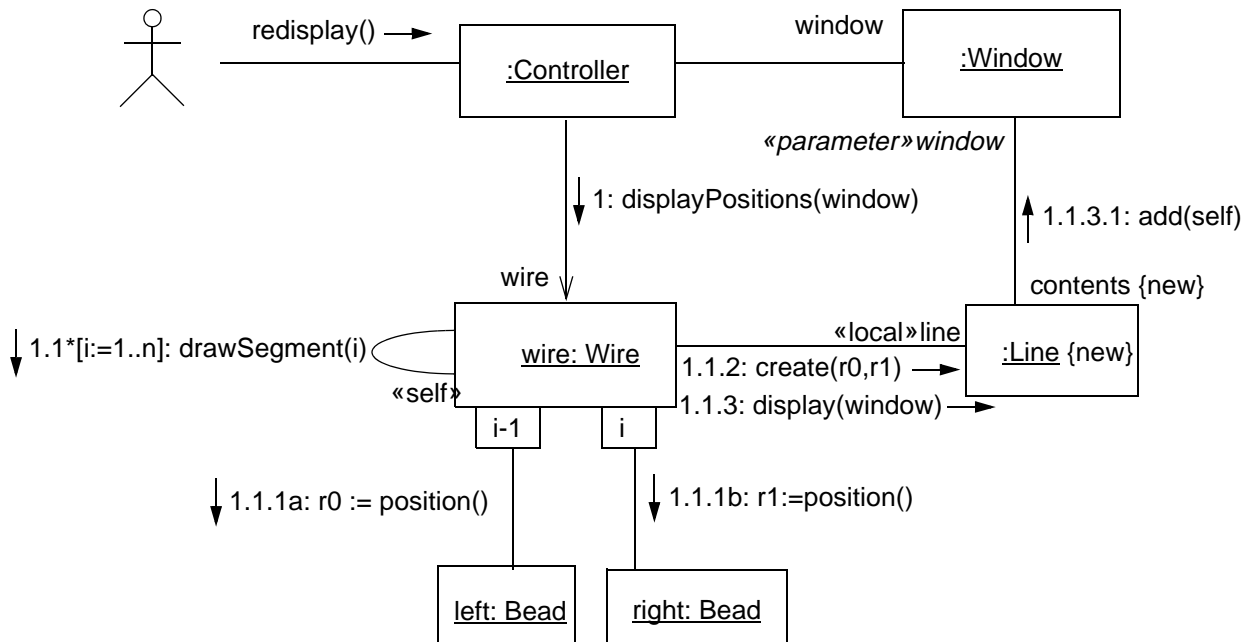 redisplay()
window
:Controller
:Window
«parameter»window
1: displayPositions(window)
1.1.3.1: add(self)
wire
contents {new}
1.1*[i:=1..n]: drawSegment(i)
wire: Wire
«local»line
:Line {new}
1.1.2: create(r0,r1)
«self»
1.1.3: display(window)
i-1
i
1.1.1a: r0 := position()
1.1.1b: r1:=position()
left: Bead
right: Bead